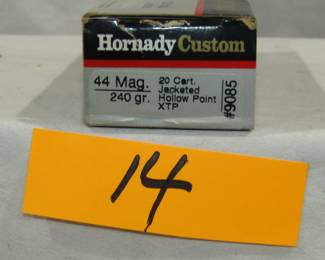 Hornady Custom
44 Mag.
240 gr.
20 Cart.
Jacketed
Hollow Point
XTP
#9085
14